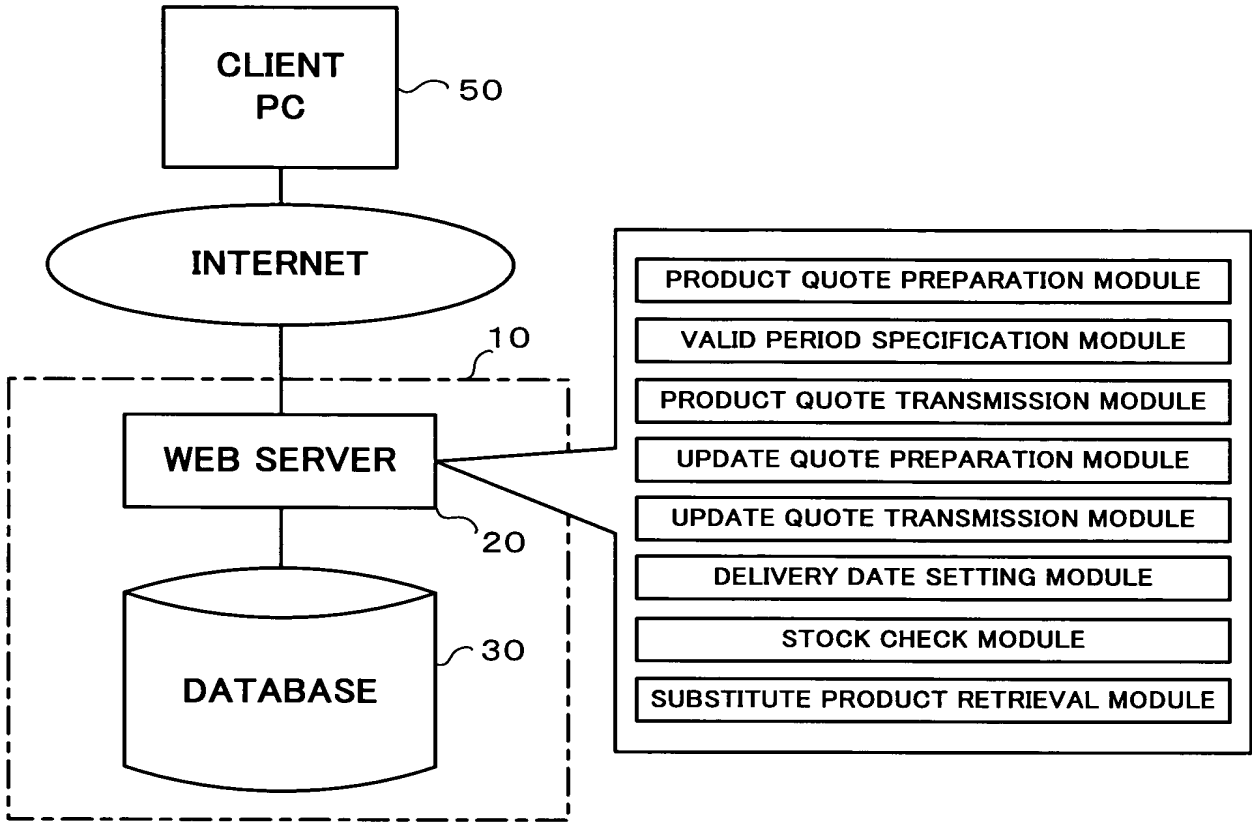 CLIENT
PC
50
INTERNET
10
WEB SERVER
20
DATABASE
30
PRODUCT QUOTE PREPARATION MODULE
VALID PERIOD SPECIFICATION MODULE
PRODUCT QUOTE TRANSMISSION MODULE
UPDATE QUOTE PREPARATION MODULE
UPDATE QUOTE TRANSMISSION MODULE
DELIVERY DATE SETTING MODULE
STOCK CHECK MODULE
SUBSTITUTE PRODUCT RETRIEVAL MODULE